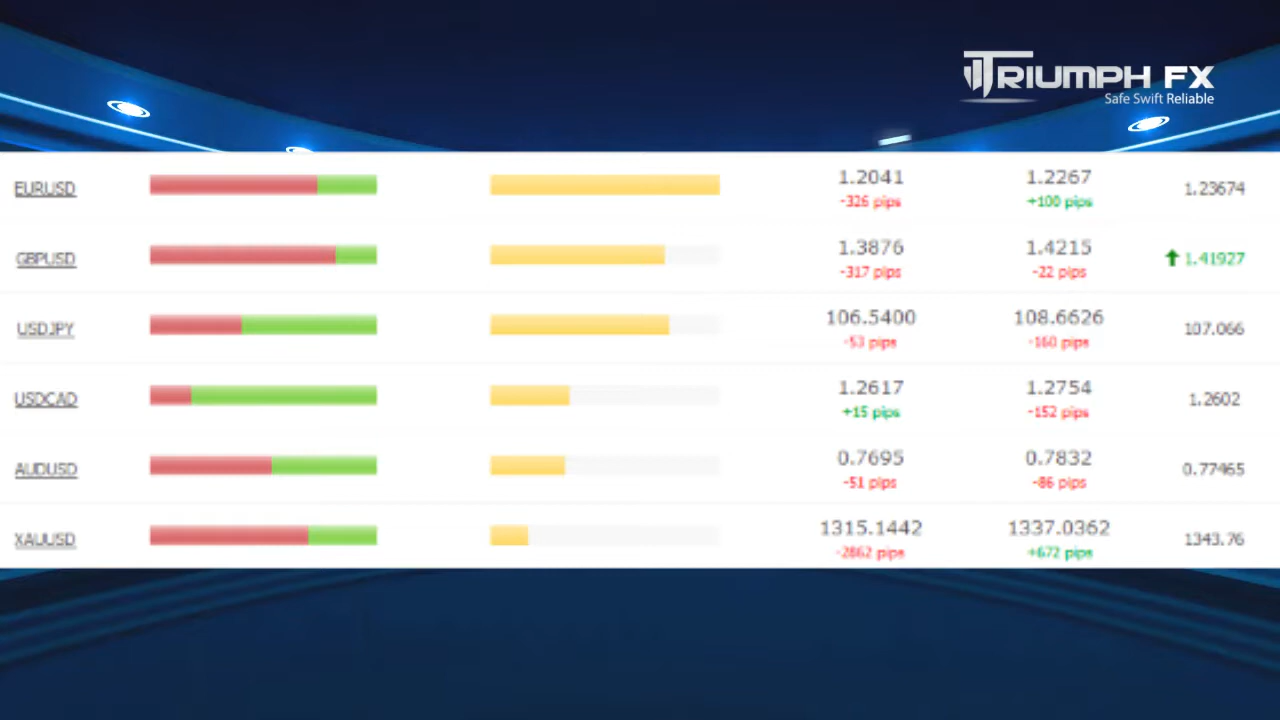 TRIUMPH FX
Safe Swift Reliable
EURUSD 1.2041 1.2267 1.23674
-326 pips +100 pips
GBPUSD 1.3876 1.4215 1.41927
-317 pips -22 pips
USDJPY 106.5400 108.6626 107.066
-53 pips -160 pips
USDCAD 1.2617 1.2754 1.2602
+15 pips -152 pips
AUDUSD 0.7695 0.7832 0.77465
-51 pips -86 pips
XAUUSD 1315.1442 1337.0362 1343.76
-2862 pips +672 pips